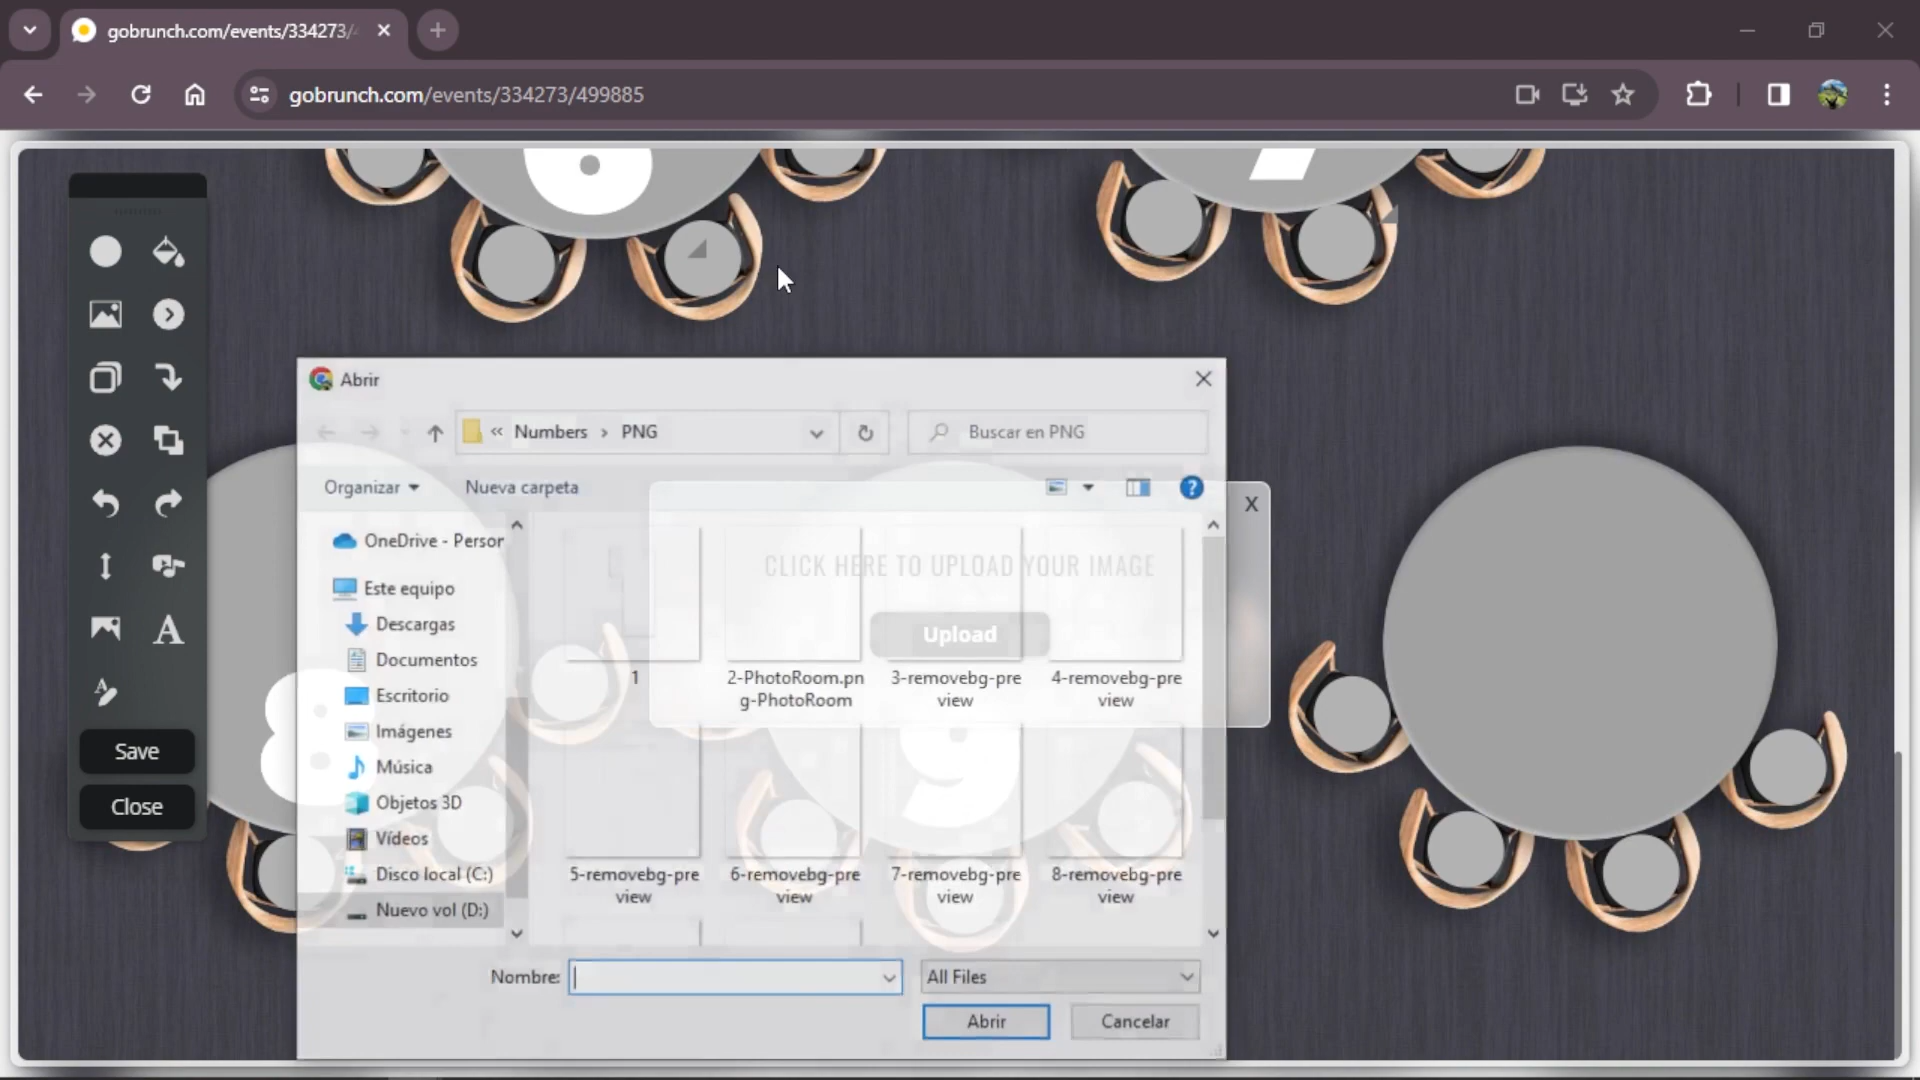 gobrunch.com/events/334273/
gobrunch.com/events/334273/499885
Abrir
Numbers
PNG
Buscar en PNG
Organizar
Nueva carpeta
X
OneDrive - Person
Este equipo
Descargas
Documentos
Escritorio
Imágenes
Música
Objetos 3D
Vídeos
Disco local (C:)
Nuevo vol (D:)
CLICK HERE TO UPLOAD YOUR IMAGE
Upload
1
2-PhotoRoom.pn
g-PhotoRoom
3-removebg-pre
view
4-removebg-pre
view
5-removebg-pre
view
6-removebg-pre
view
7-removebg-pre
view
8-removebg-pre
view
A
Save
Close
8
9
Nombre:
All Files
Abrir
Cancelar